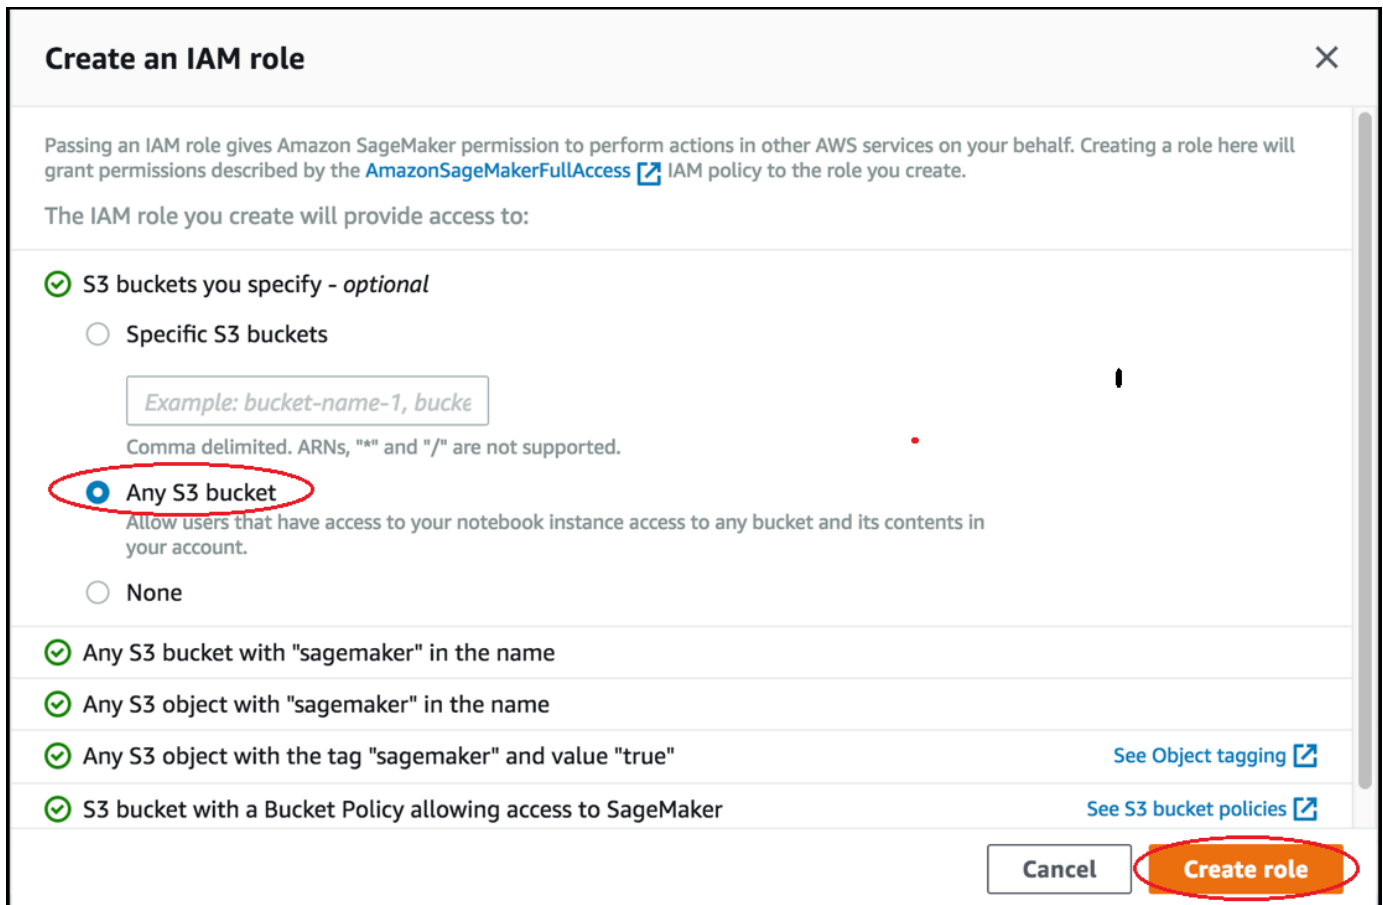 Create an IAM role
Passing an IAM role gives Amazon SageMaker permission to perform actions in other AWS services on your behalf. Creating a role here will
grant permissions described by the AmazonSageMakerFullAccess IAM policy to the role you create.
The IAM role you create will provide access to:
S3 buckets you specify - optional
Specific S3 buckets
Example: bucket-name-1, bucke
Comma delimited. ARNs, "*" and "/" are not supported.
Any S3 bucket
Allow users that have access to your notebook instance access to any bucket and its contents in
your account.
None
Any S3 bucket with "sagemaker" in the name
Any S3 object with "sagemaker" in the name
Any S3 object with the tag "sagemaker" and value "true" See Object tagging
S3 bucket with a Bucket Policy allowing access to SageMaker See S3 bucket policies
Cancel Create role